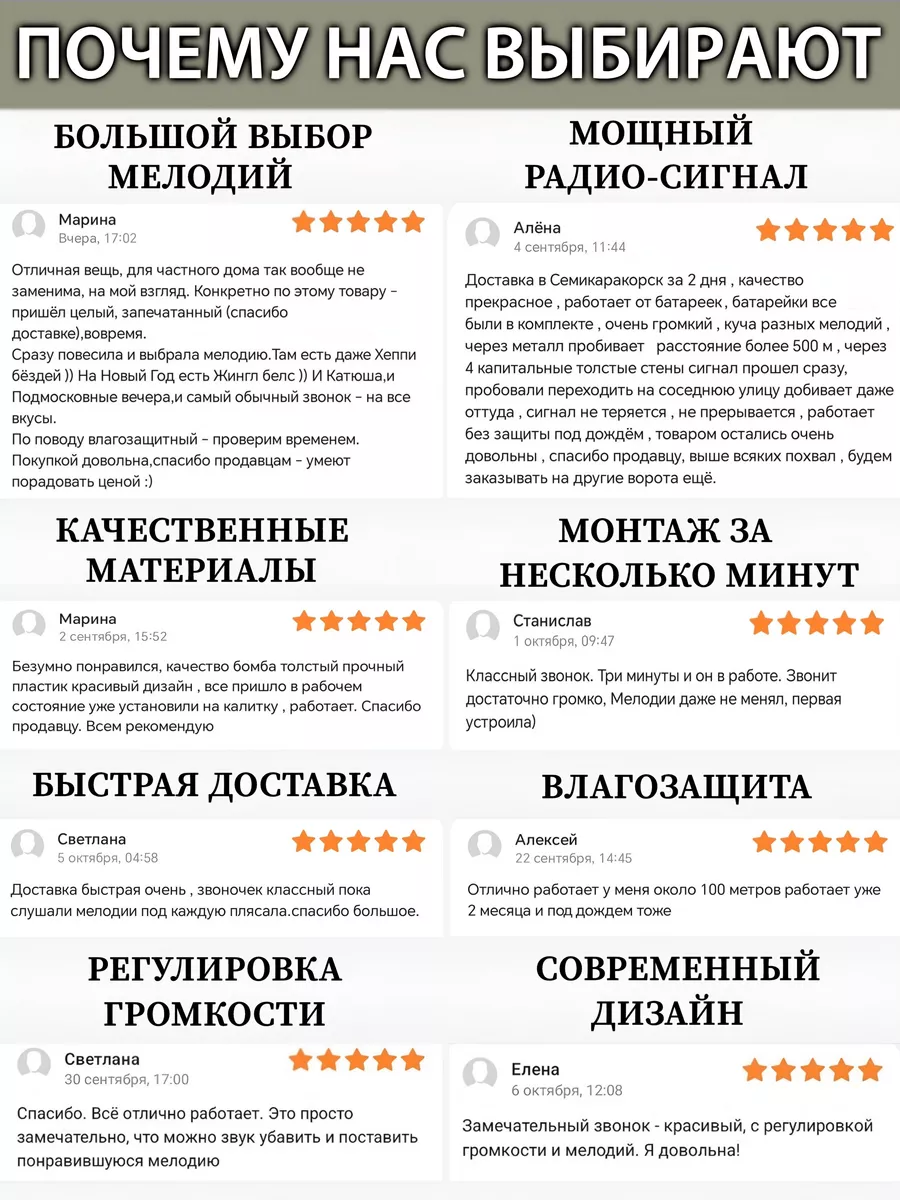 ПОЧЕМУ НАС ВЫБИРАЮТ
БОЛЬШОЙ ВЫБОР
МЕЛОДИЙ
Марина
Вчера, 17:02
Отличная вещь, для частного дома так вообще не
заменима, на мой взгляд. Конкретно по этому товару –
пришёл целый, запечатанный (спасибо
доставке),вовремя.
Сразу повесила и выбрала мелодию.Там есть даже Хеппи
бёздей )) На Новый Год есть Жингл белс )) И Катюша,и
Подмосковные вечера,и самый обычный звонок – на все
вкусы.
По поводу влагозащитный – проверим временем.
Покупкой довольна,спасибо продавцам – умеют
порадовать ценой :)
МОЩНЫЙ
РАДИО-СИГНАЛ
Алёна
4 сентября, 11:44
Доставка в Семикаракорск за 2 дня , качество
прекрасное , работает от батареек , батарейки все
были в комплекте , очень громкий , куча разных мелодий ,
через металл пробивает расстояние более 500 м , через
4 капитальные толстые стены сигнал прошел сразу,
пробовали переходить на соседнюю улицу добивает даже
оттуда , сигнал не теряется , не прерывается , работает
без защиты под дождём , товаром остались очень
довольны , спасибо продавцу, выше всяких похвал , будем
заказывать на другие ворота ещё.
КАЧЕСТВЕННЫЕ
МАТЕРИАЛЫ
Марина
2 сентября, 15:52
Безумно понравился, качество бомба толстый прочный
пластик красивый дизайн , все пришло в рабочем
состояние уже установили на калитку , работает. Спасибо
продавцу. Всем рекомендую
МОНТАЖ ЗА
НЕСКОЛЬКО МИНУТ
Станислав
1 октября, 09:47
Классный звонок. Три минуты и он в работе. Звонит
достаточно громко, Мелодии даже не менял, первая
устроила)
БЫСТРАЯ ДОСТАВКА
Светлана
5 октября, 04:58
Доставка быстрая очень , звоночек классный пока
слушали мелодии под каждую плясала.спасибо большое.
ВЛАГОЗАЩИТА
Алексей
22 сентября, 14:45
Отлично работает у меня около 100 метров работает уже
2 месяца и под дождем тоже
РЕГУЛИРОВКА
ГРОМКОСТИ
Светлана
30 сентября, 17:00
Спасибо. Всё отлично работает. Это просто
замечательно, что можно звук убавить и поставить
понравившуюся мелодию
СОВРЕМЕННЫЙ
ДИЗАЙН
Елена
6 октября, 12:08
Замечательный звонок - красивый, с регулировкой
громкости и мелодий. Я довольна!